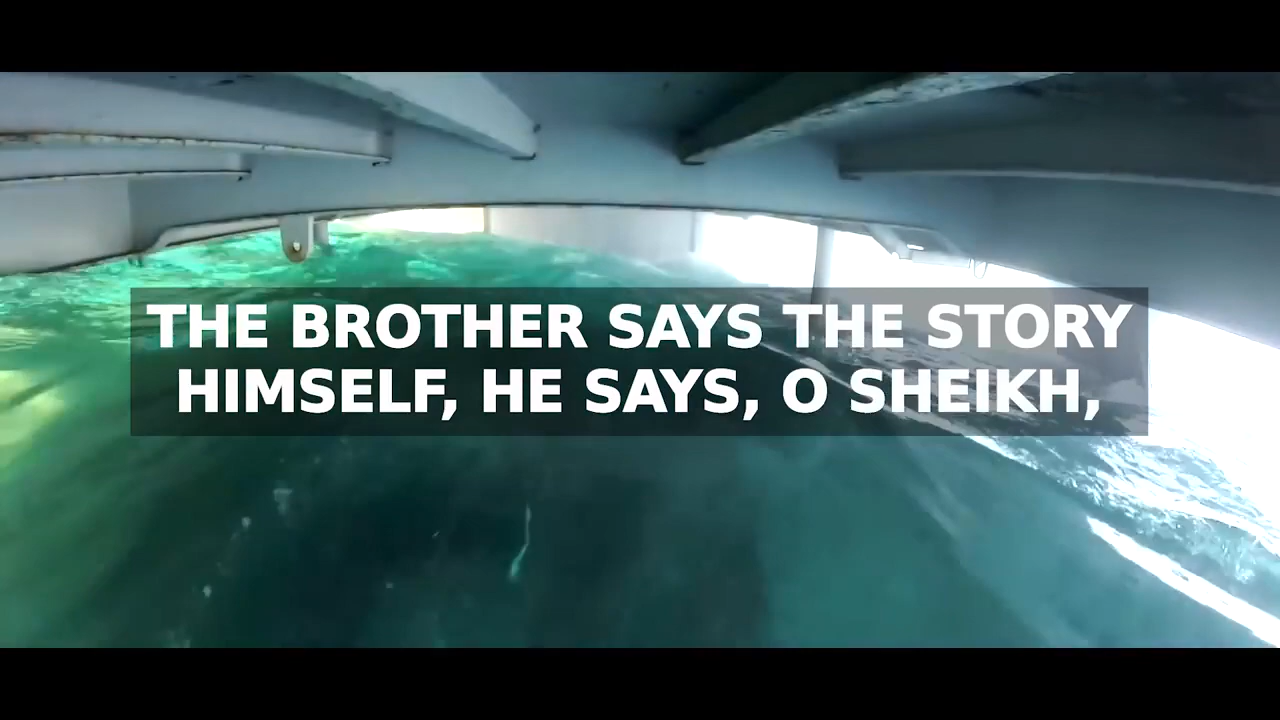 THE BROTHER SAYS THE STORY
HIMSELF, HE SAYS, O SHEIKH,